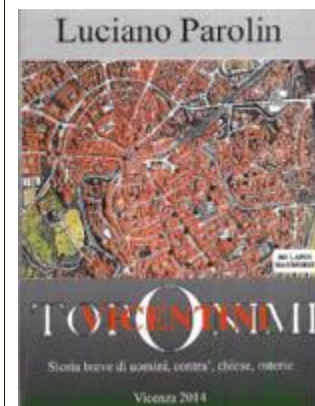 Luciano Parolin
TOPONIMI
VICENTINI
Storia breve di uomini, contra', chiese, osterie
Vicenza 2014